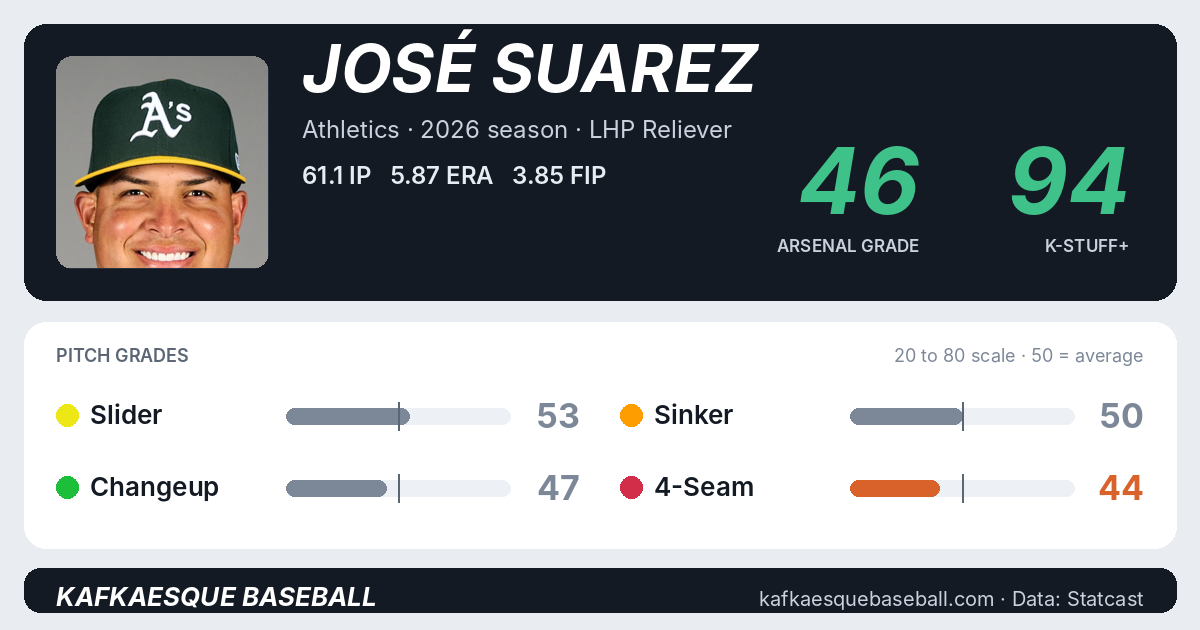 JOSÉ SUAREZ
Athletics · 2026 season · LHP Reliever
61.1 IP 5.87 ERA 3.85 FIP
46 94
ARSENAL GRADE K-STUFF+
A's
PITCH GRADES 20 to 80 scale · 50 = average
Slider 53 Sinker 50
Changeup 47 4-Seam 44
KAFKAESQUE BASEBALL kafkaesquebaseball.com · Data: Statcast